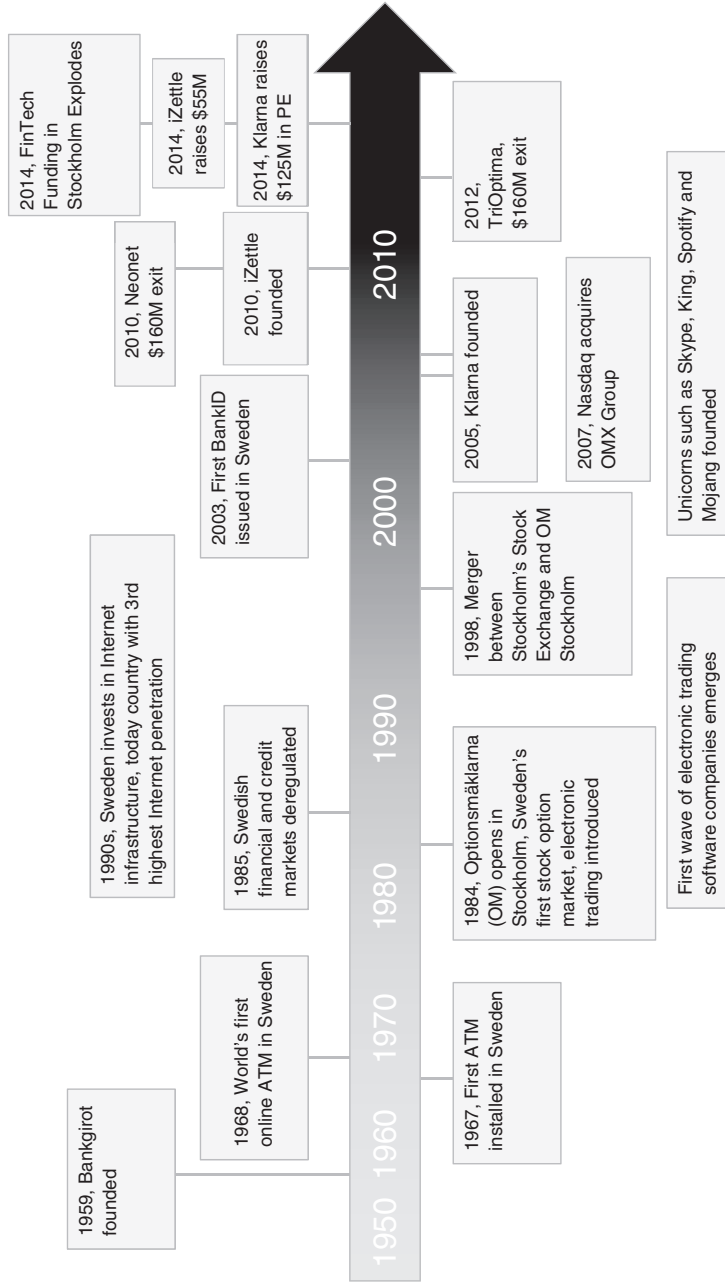 1959, Bankgirot
founded
1968, World's first
online ATM in Sweden
1990s, Sweden invests in Internet
infrastructure, today country with 3rd
highest Internet penetration
1985, Swedish
financial and credit
markets deregulated
2003, First BankID
issued in Sweden
2010, Neonet
$160M exit
2010, iZettle
founded
2014, FinTech
Funding in
Stockholm Explodes
2014, iZettle
raises $55M
2014, Klarna raises
$125M in PE
1950
1960
1970
1980
1990
2000
2010
1967, First ATM
installed in Sweden
1984, Optionsmäklarna
(OM) opens in
Stockholm, Sweden's
first stock option
market, electronic
trading introduced
1998, Merger
between
Stockholm's Stock
Exchange and OM
Stockholm
2005, Klarna founded
2007, Nasdaq acquires
OMX Group
2012,
TriOptima,
$160M exit
First wave of electronic trading
software companies emerges
Unicorns such as Skype, King, Spotify and
Mojang founded